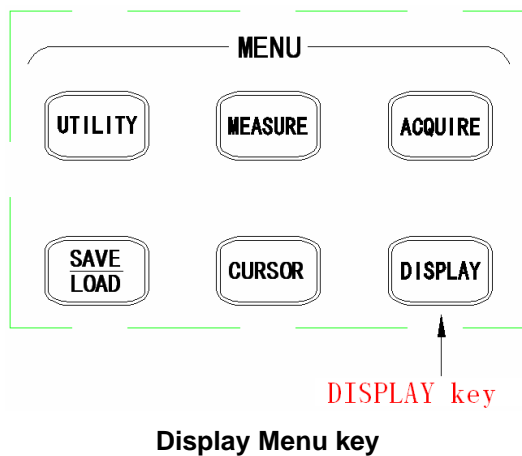 MENU
UTILITY MEASURE ACQUIRE
SAVE CURSOR DISPLAY
LOAD
DISPLAY key
Display Menu key